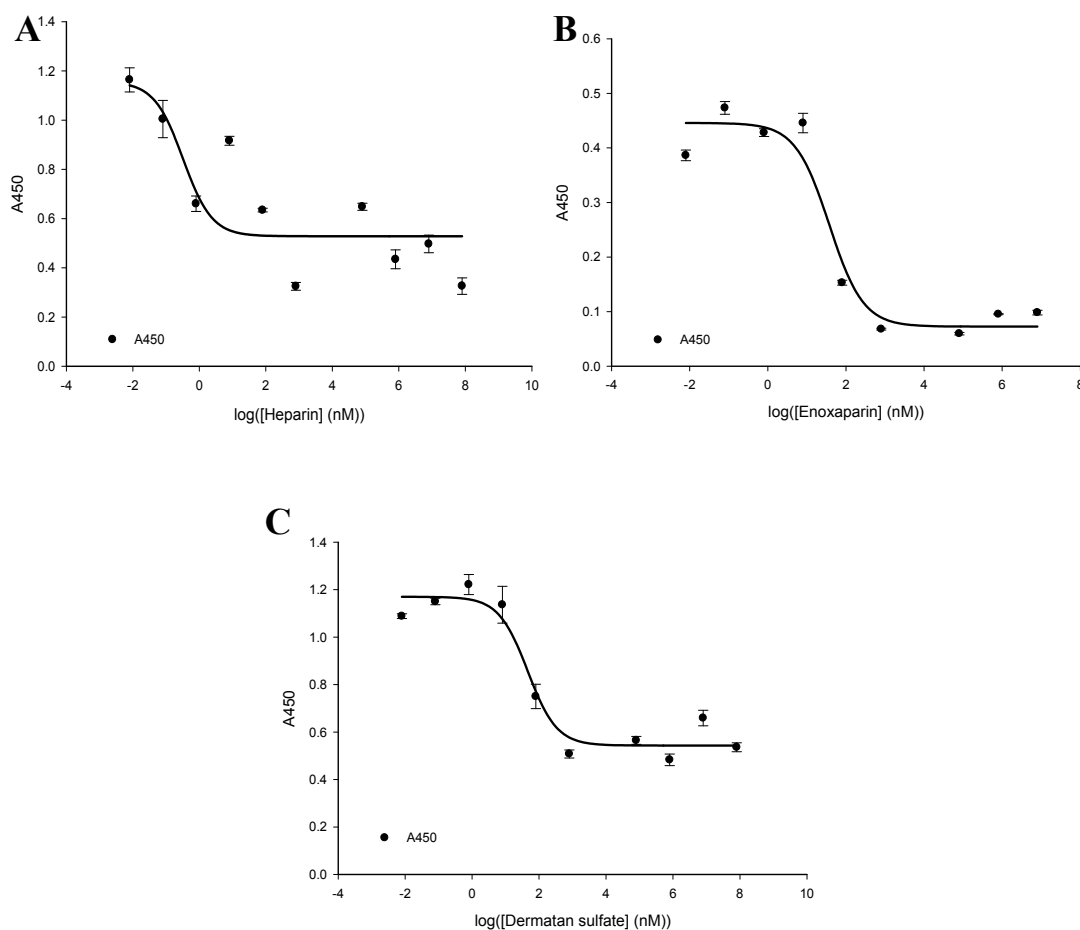 A
1.4
1.2
1.0
0.8
0.6
0.4
0.2
0.0
A450
A450
-4 -2 0 2 4 6 8 10
log([Heparin] (nM))
B
0.6
0.5
0.4
0.3
0.2
0.1
0.0
A450
A450
-4 -2 0 2 4 6 8
log([Enoxaparin] (nM))
C
1.4
1.2
1.0
0.8
0.6
0.4
0.2
0.0
A450
A450
-4 -2 0 2 4 6 8 10
log([Dermatan sulfate] (nM))